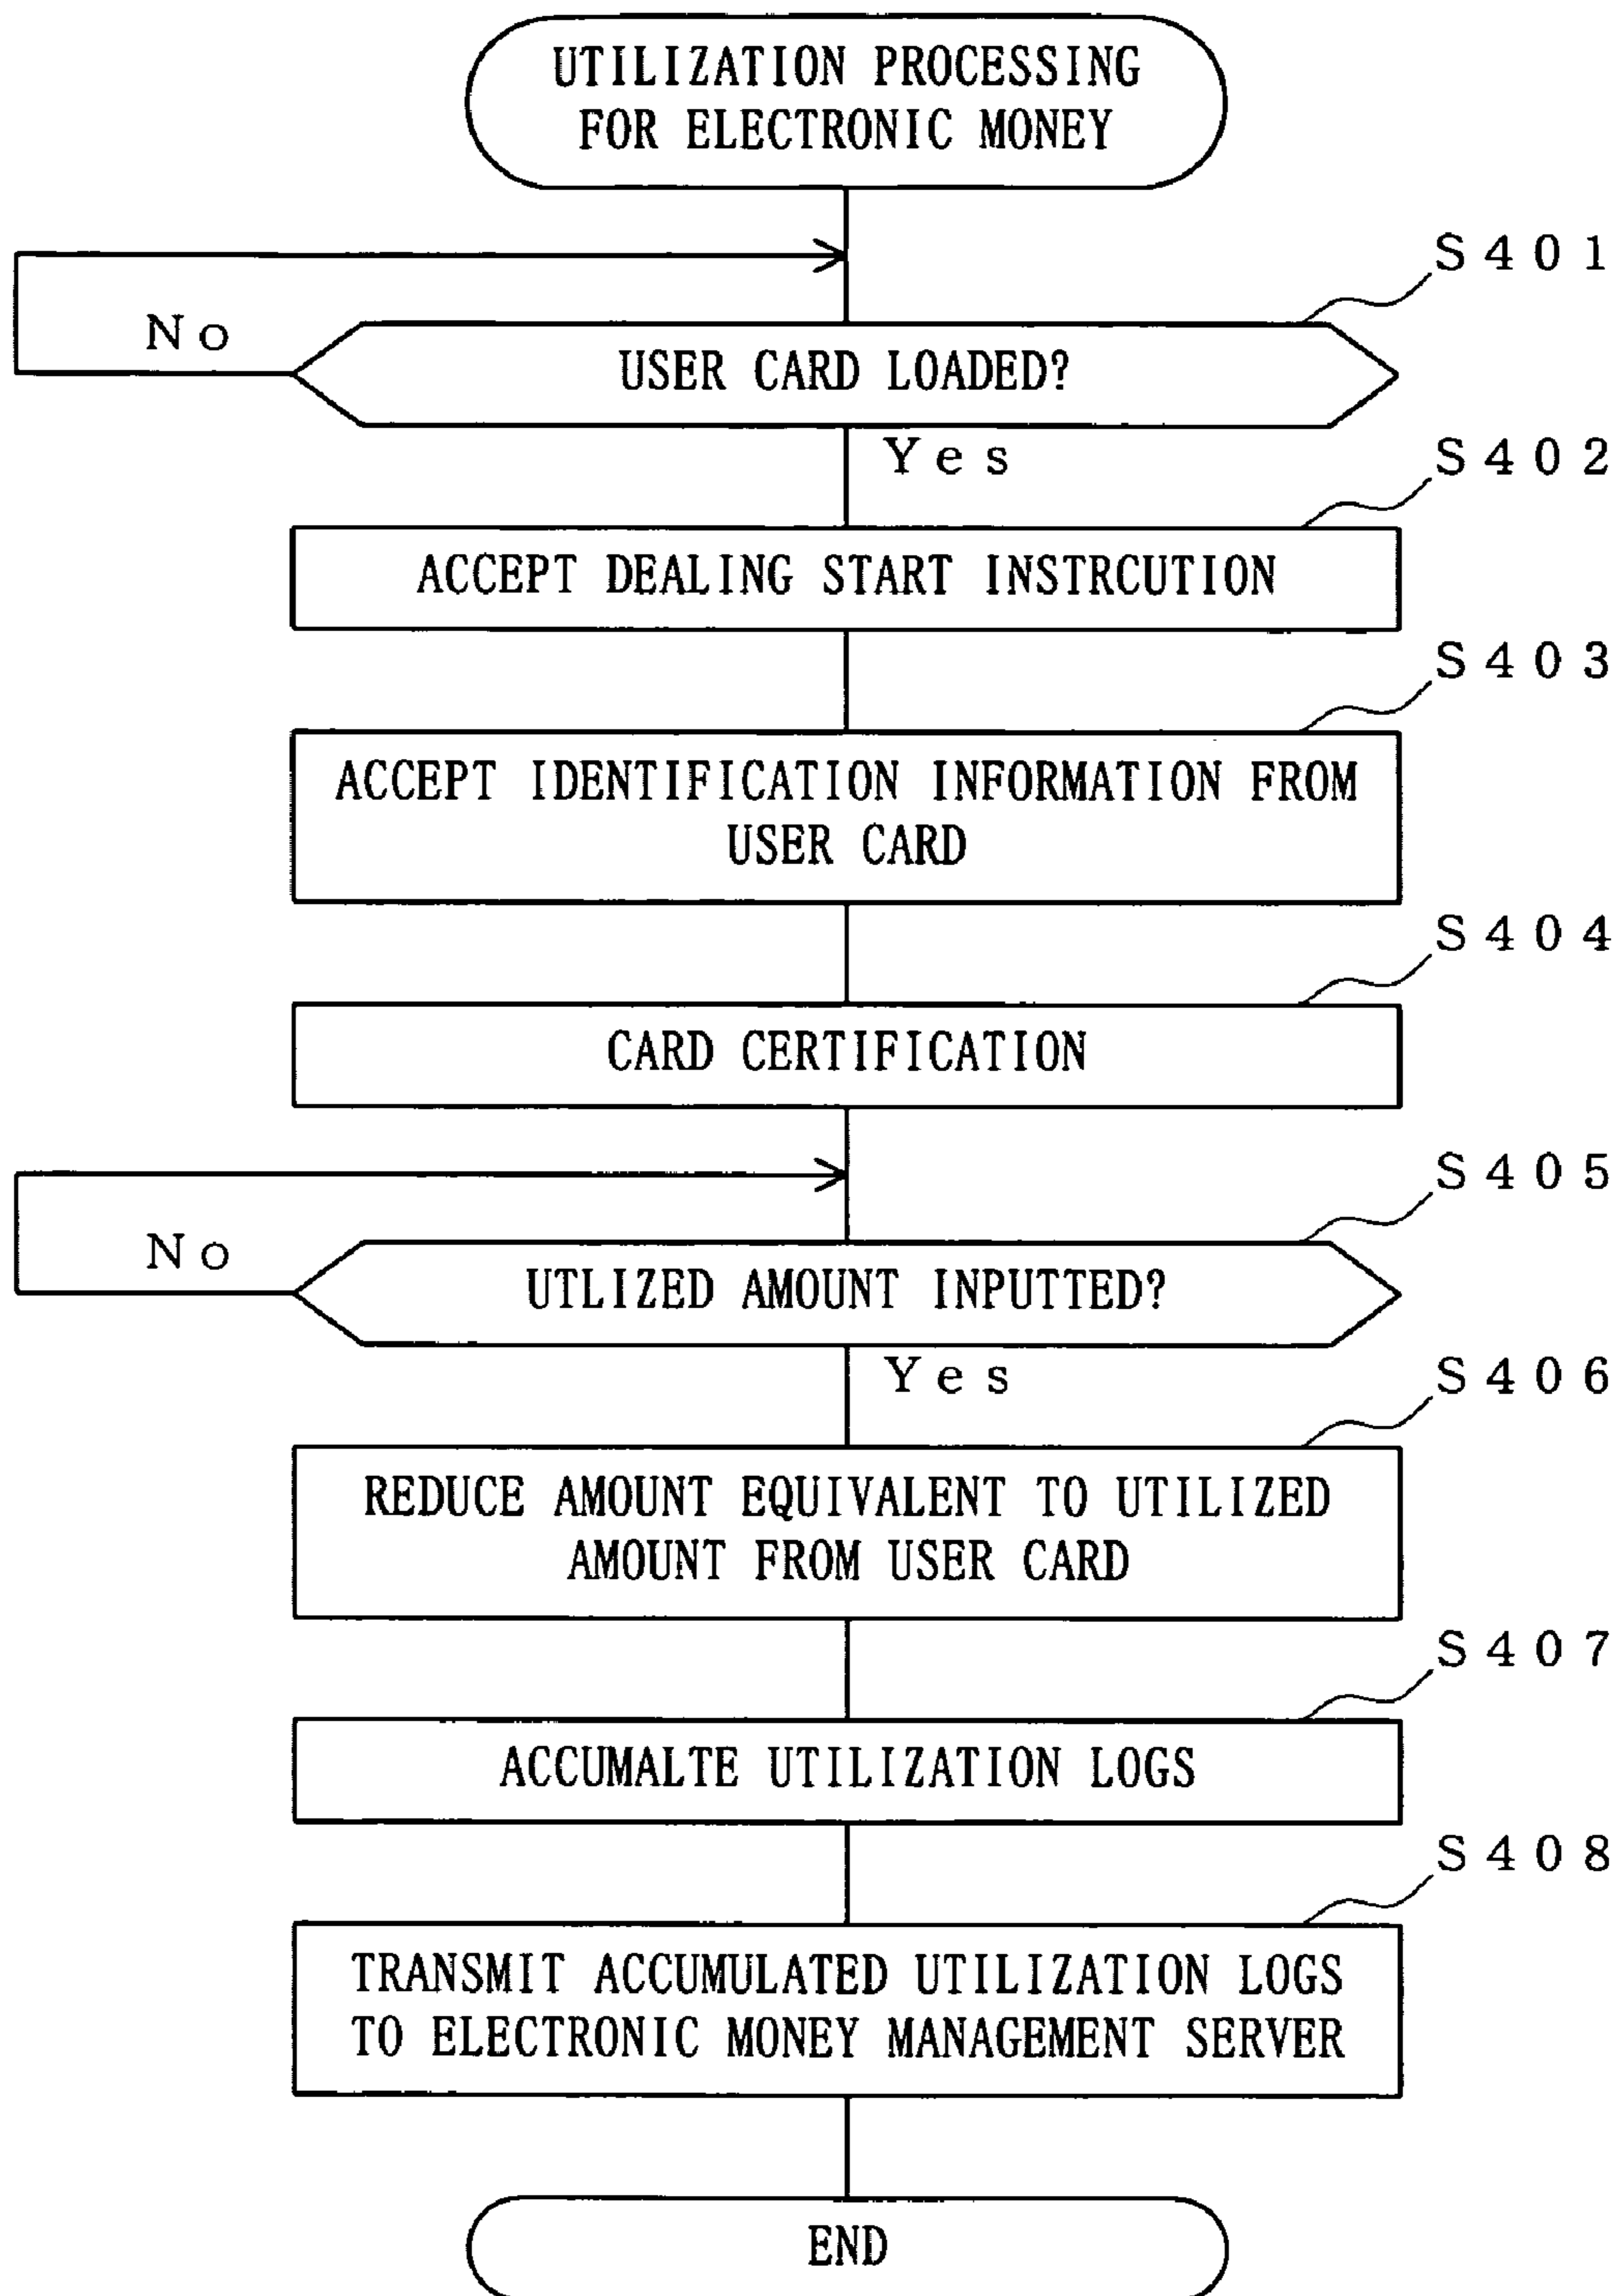 UTILIZATION PROCESSING
FOR ELECTRONIC MONEY
S401
No
USER CARD LOADED?
Yes
S402
ACCEPT DEALING START INSTRCUTION
S403
ACCEPT IDENTIFICATION INFORMATION FROM
USER CARD
S404
CARD CERTIFICATION
S405
No
UTLIZED AMOUNT INPUTTED?
Yes
S406
REDUCE AMOUNT EQUIVALENT TO UTILIZED
AMOUNT FROM USER CARD
S407
ACCUMALTE UTILIZATION LOGS
S408
TRANSMIT ACCUMULATED UTILIZATION LOGS
TO ELECTRONIC MONEY MANAGEMENT SERVER
END